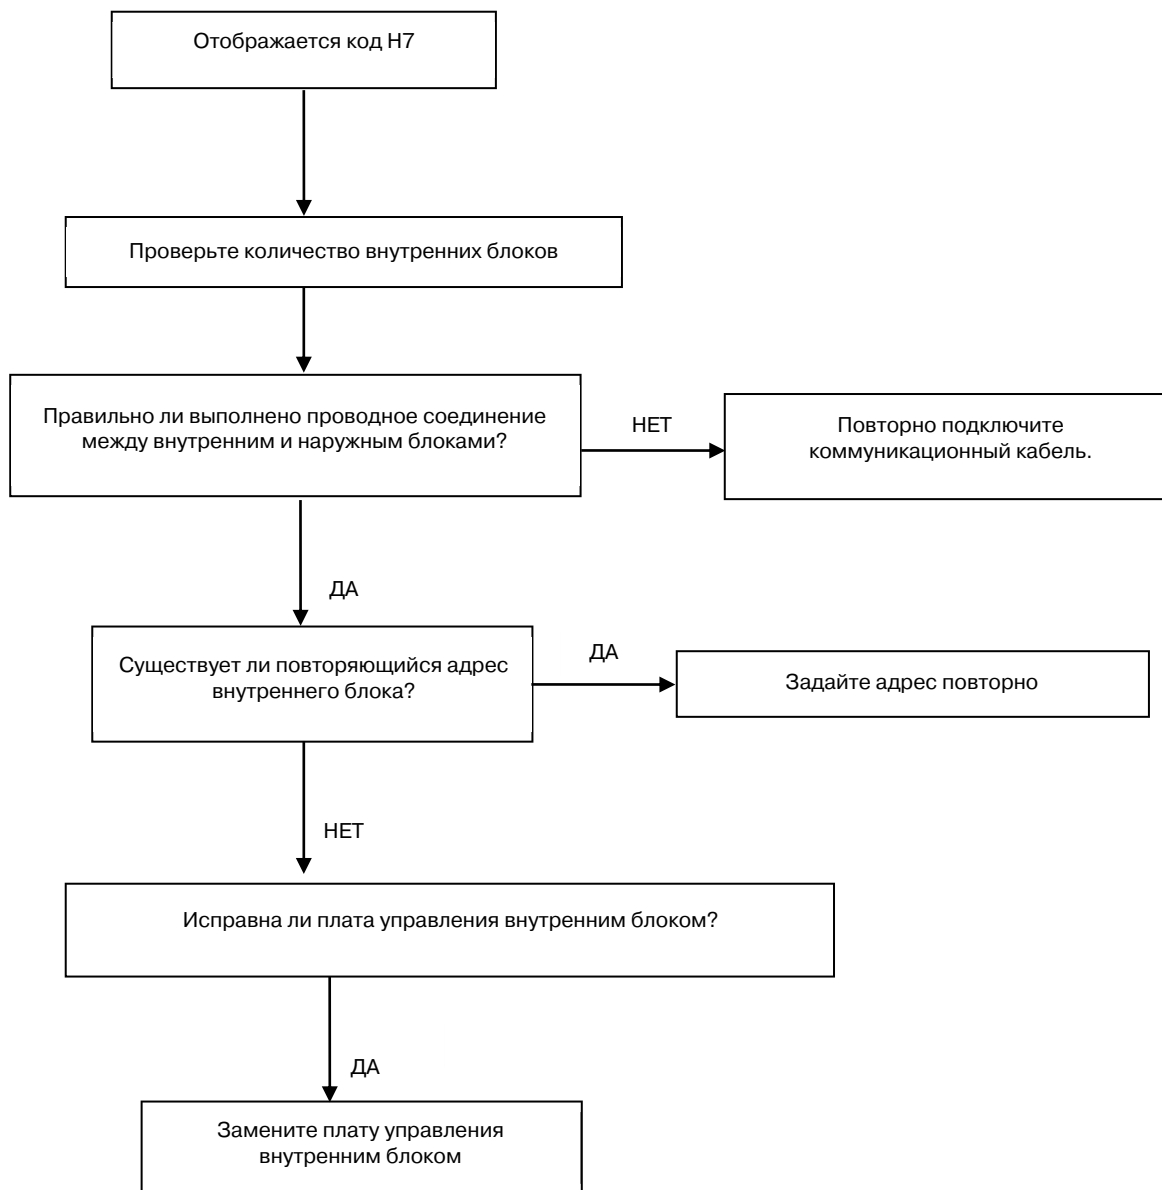 Отображается код H7
Проверьте количество внутренних блоков
Правильно ли выполнено проводное соединение
между внутренним и наружным блоками?
НЕТ
Повторно подключите
коммуникационный кабель.
ДА
Существует ли повторяющийся адрес
внутреннего блока?
ДА
Задайте адрес повторно
НЕТ
Исправна ли плата управления внутренним блоком?
ДА
Замените плату управления
внутренним блоком